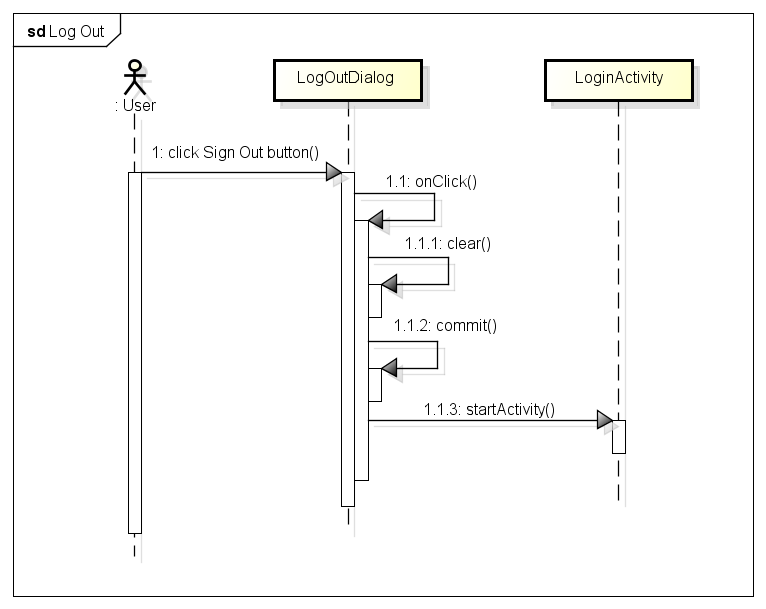 sd Log Out
: User
LogOutDialog
LoginActivity
1: click Sign Out button()
1.1: onClick()
1.1.1: clear()
1.1.2: commit()
1.1.3: startActivity()